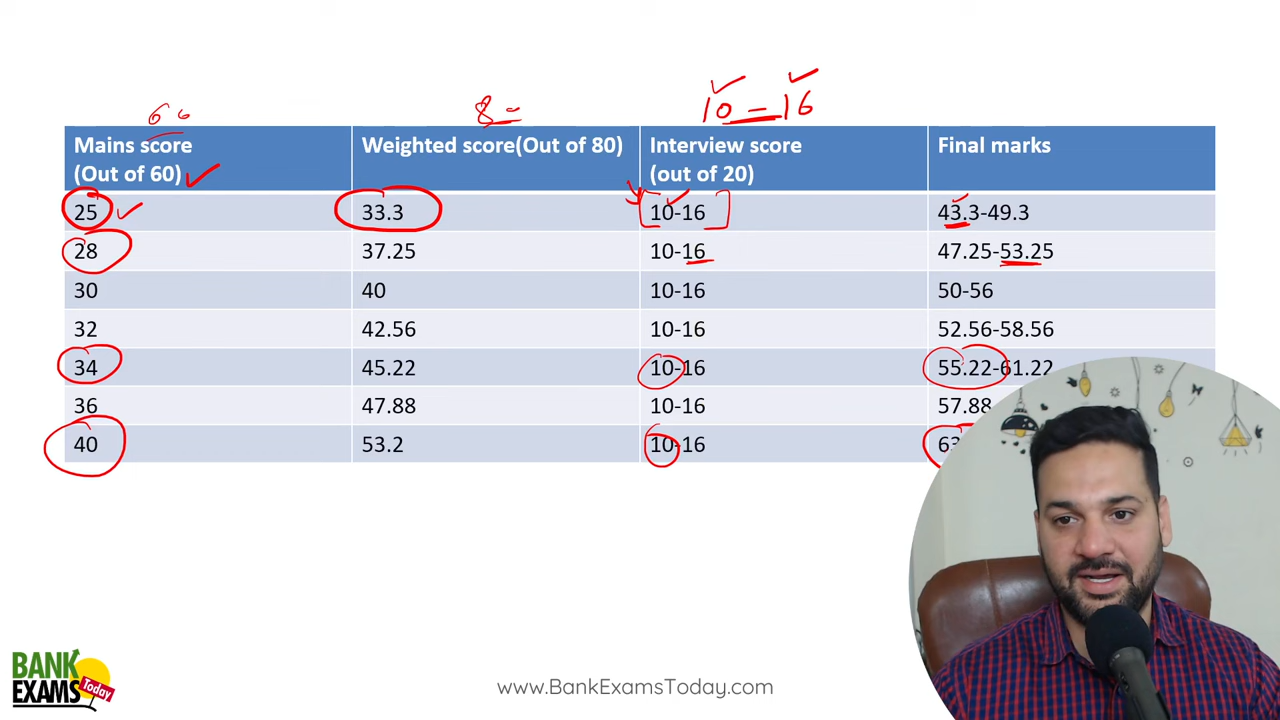 60 80 10-16
Mains score (Out of 60) Weighted score(Out of 80) Interview score (out of 20) Final marks
25 33.3 10-16 43.3-49.3
28 37.25 10-16 47.25-53.25
30 40 10-16 50-56
32 42.56 10-16 52.56-58.56
34 45.22 10-16 55.22-61.22
36 47.88 10-16 57.88
40 53.2 10-16 63
BANK
EXAMS Today
www.BankExamsToday.com